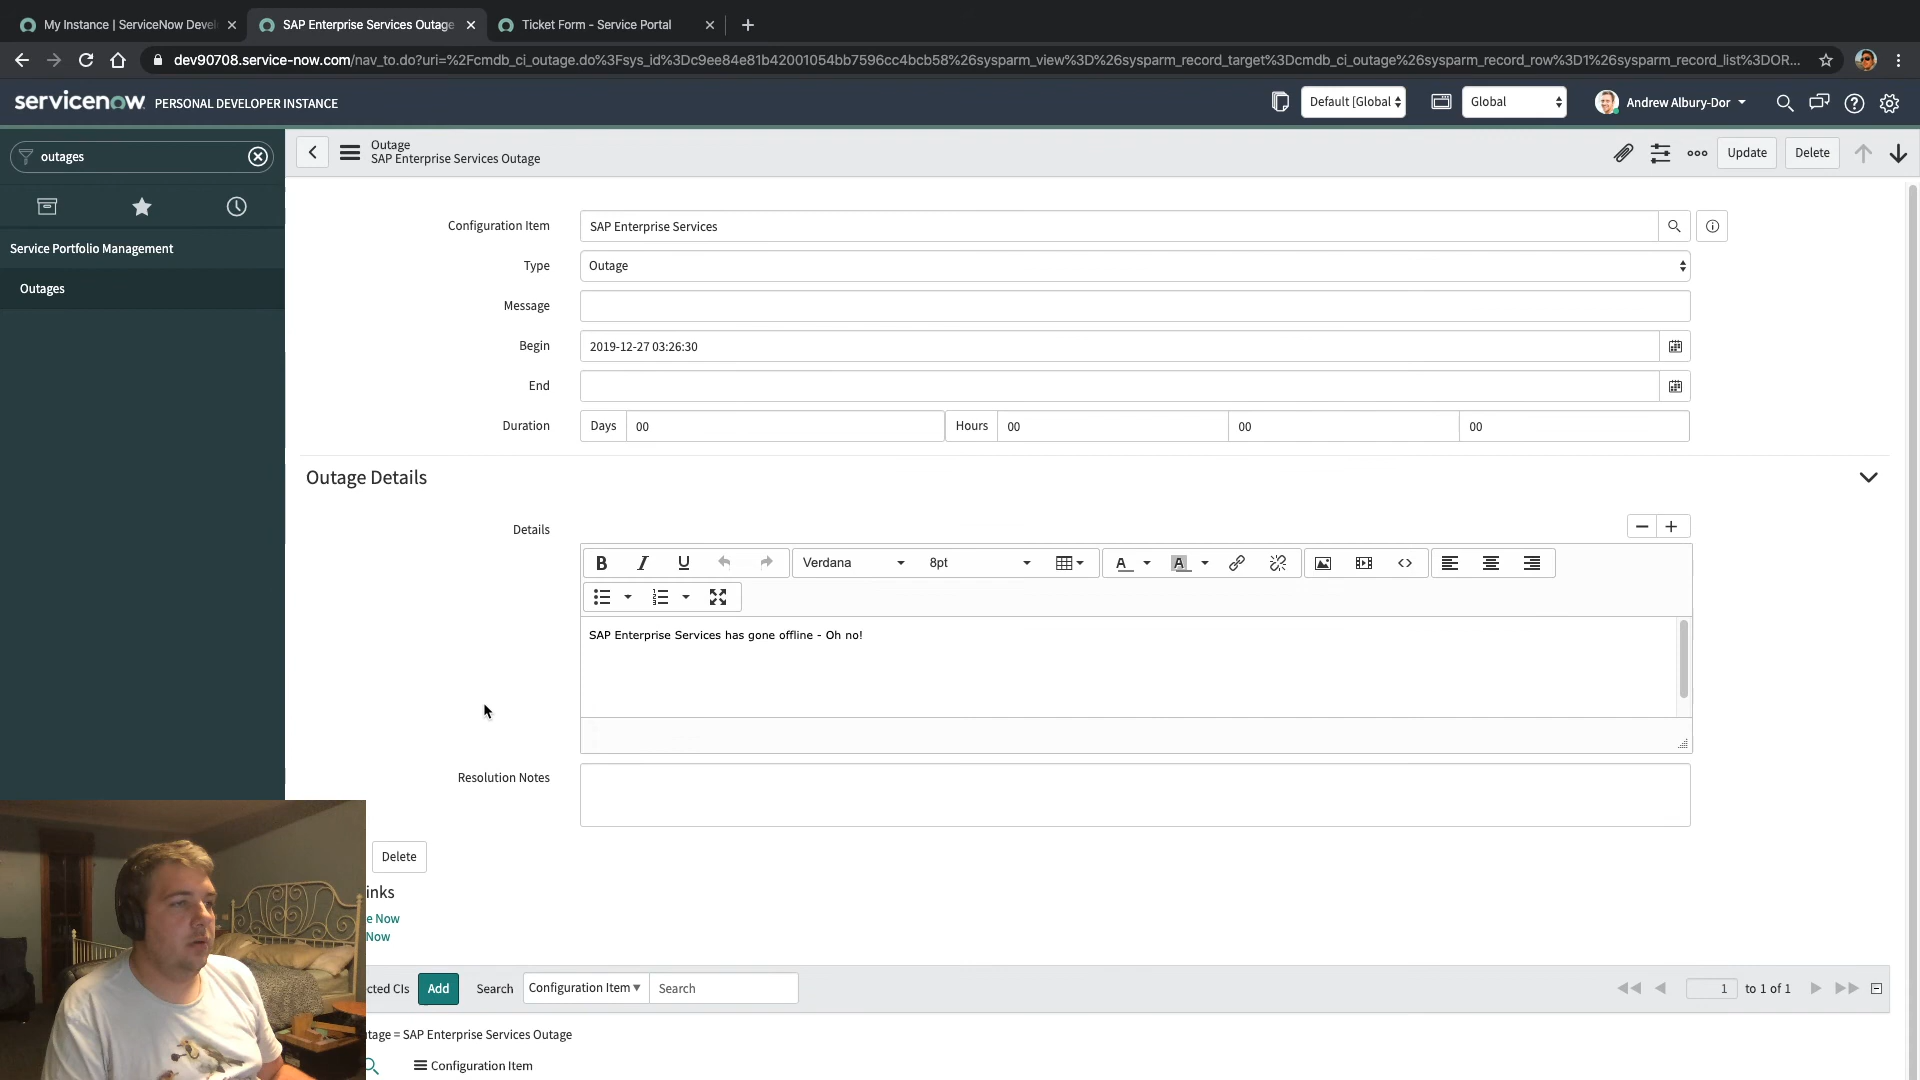 My Instance | ServiceNow Devel
SAP Enterprise Services Outage
Ticket Form - Service Portal
dev90708.service-now.com/nav_to.do?uri=%2Fcmdb_ci_outage.do%3Fsys_id%3Dc9ee84e81b42001054bb7596cc4bcb58%26sysparm_view%3D%26sysparm_record_target%3Dcmdb_ci_outage%26sysparm_record_row%3D1%26sysparm_record_list%3DOR...
servicenow PERSONAL DEVELOPER INSTANCE
Default [Global
Global
Andrew Albury-Dor
outages
Outage
SAP Enterprise Services Outage
Update
Delete
Service Portfolio Management
Outages
Configuration Item
SAP Enterprise Services
Type
Outage
Message
Begin
2019-12-27 03:26:30
End
Duration
Days 00
Hours 00 00 00
Outage Details
Details
B I U
Verdana
8pt
A A
SAP Enterprise Services has gone offline - Oh no!
Resolution Notes
Delete
inks
e Now
Now
cted CIs
Add
Search
Configuration Item
Search
1 to 1 of 1
tage = SAP Enterprise Services Outage
Configuration Item